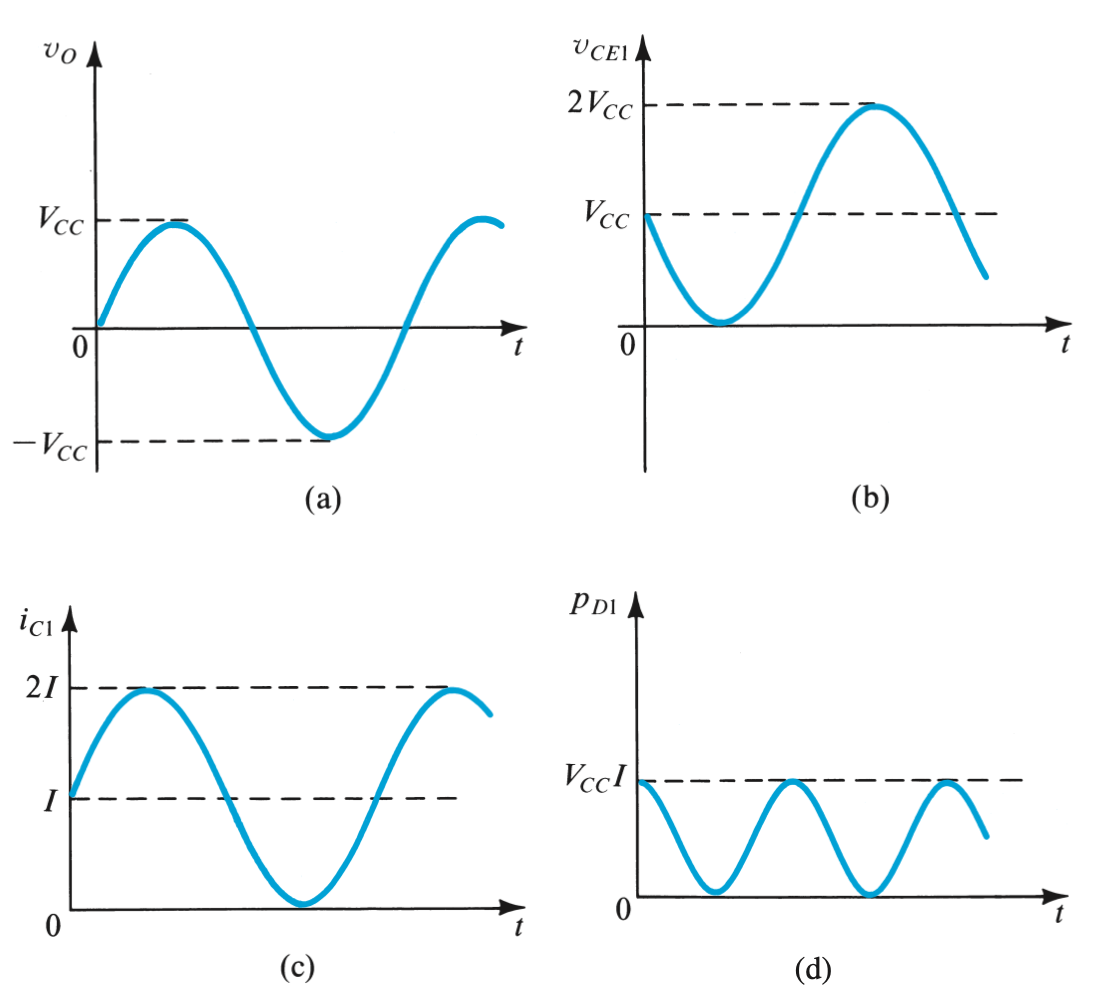 v_O
V_CC
0
t
−V_CC
(a)
v_CE1
2V_CC
V_CC
0
t
(b)
i_C1
2I
I
0
t
(c)
p_D1
V_CC I
0
t
(d)